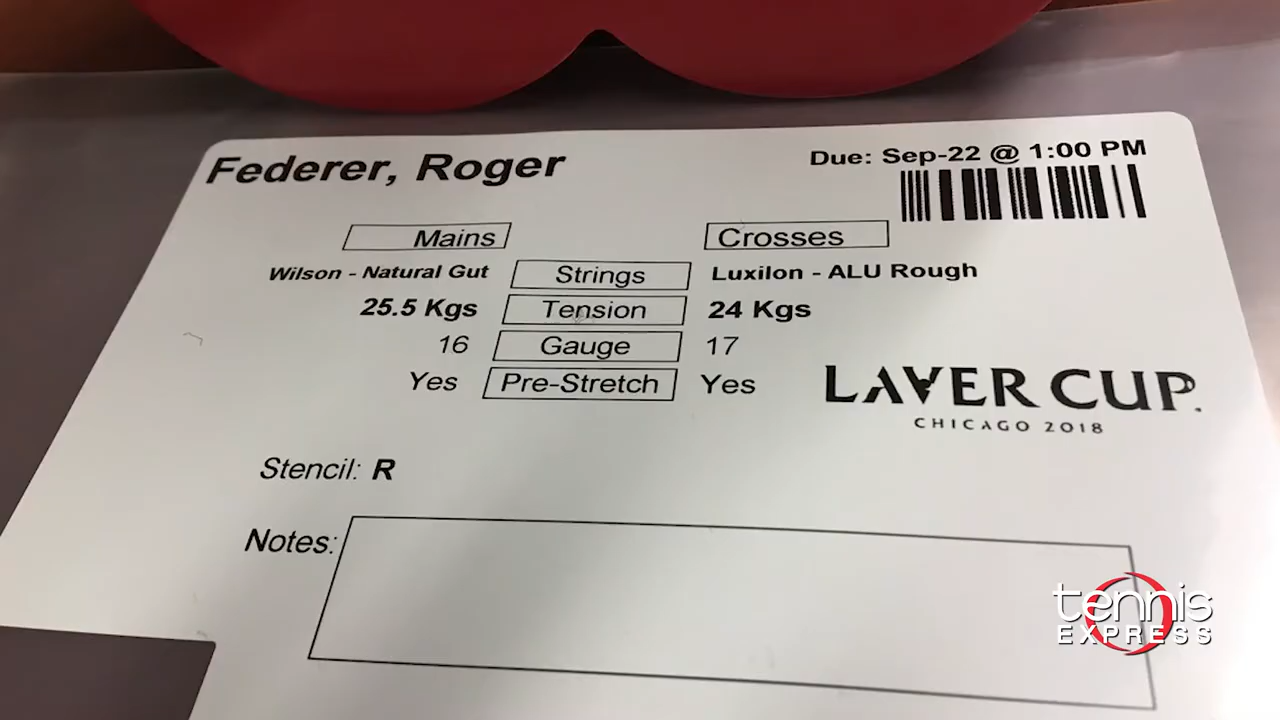 Federer, Roger
Due: Sep-22 @ 1:00 PM
Mains Crosses
Wilson - Natural Gut Strings Luxilon - ALU Rough
25.5 Kgs Tension 24 Kgs
16 Gauge 17
Yes Pre-Stretch Yes
LAVER CUP.
CHICAGO 2018
Stencil: R
Notes:
tennis
EXPRESS